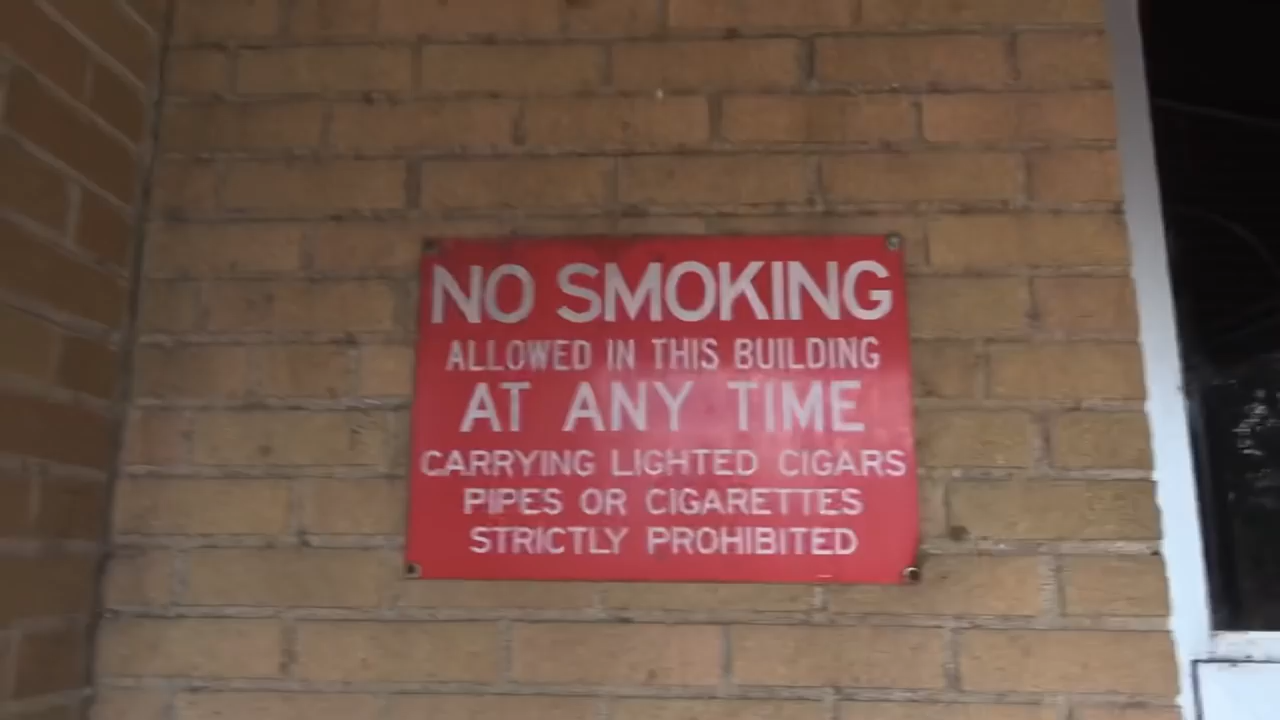 NO SMOKING
ALLOWED IN THIS BUILDING
AT ANY TIME
CARRYING LIGHTED CIGARS
PIPES OR CIGARETTES
STRICTLY PROHIBITED